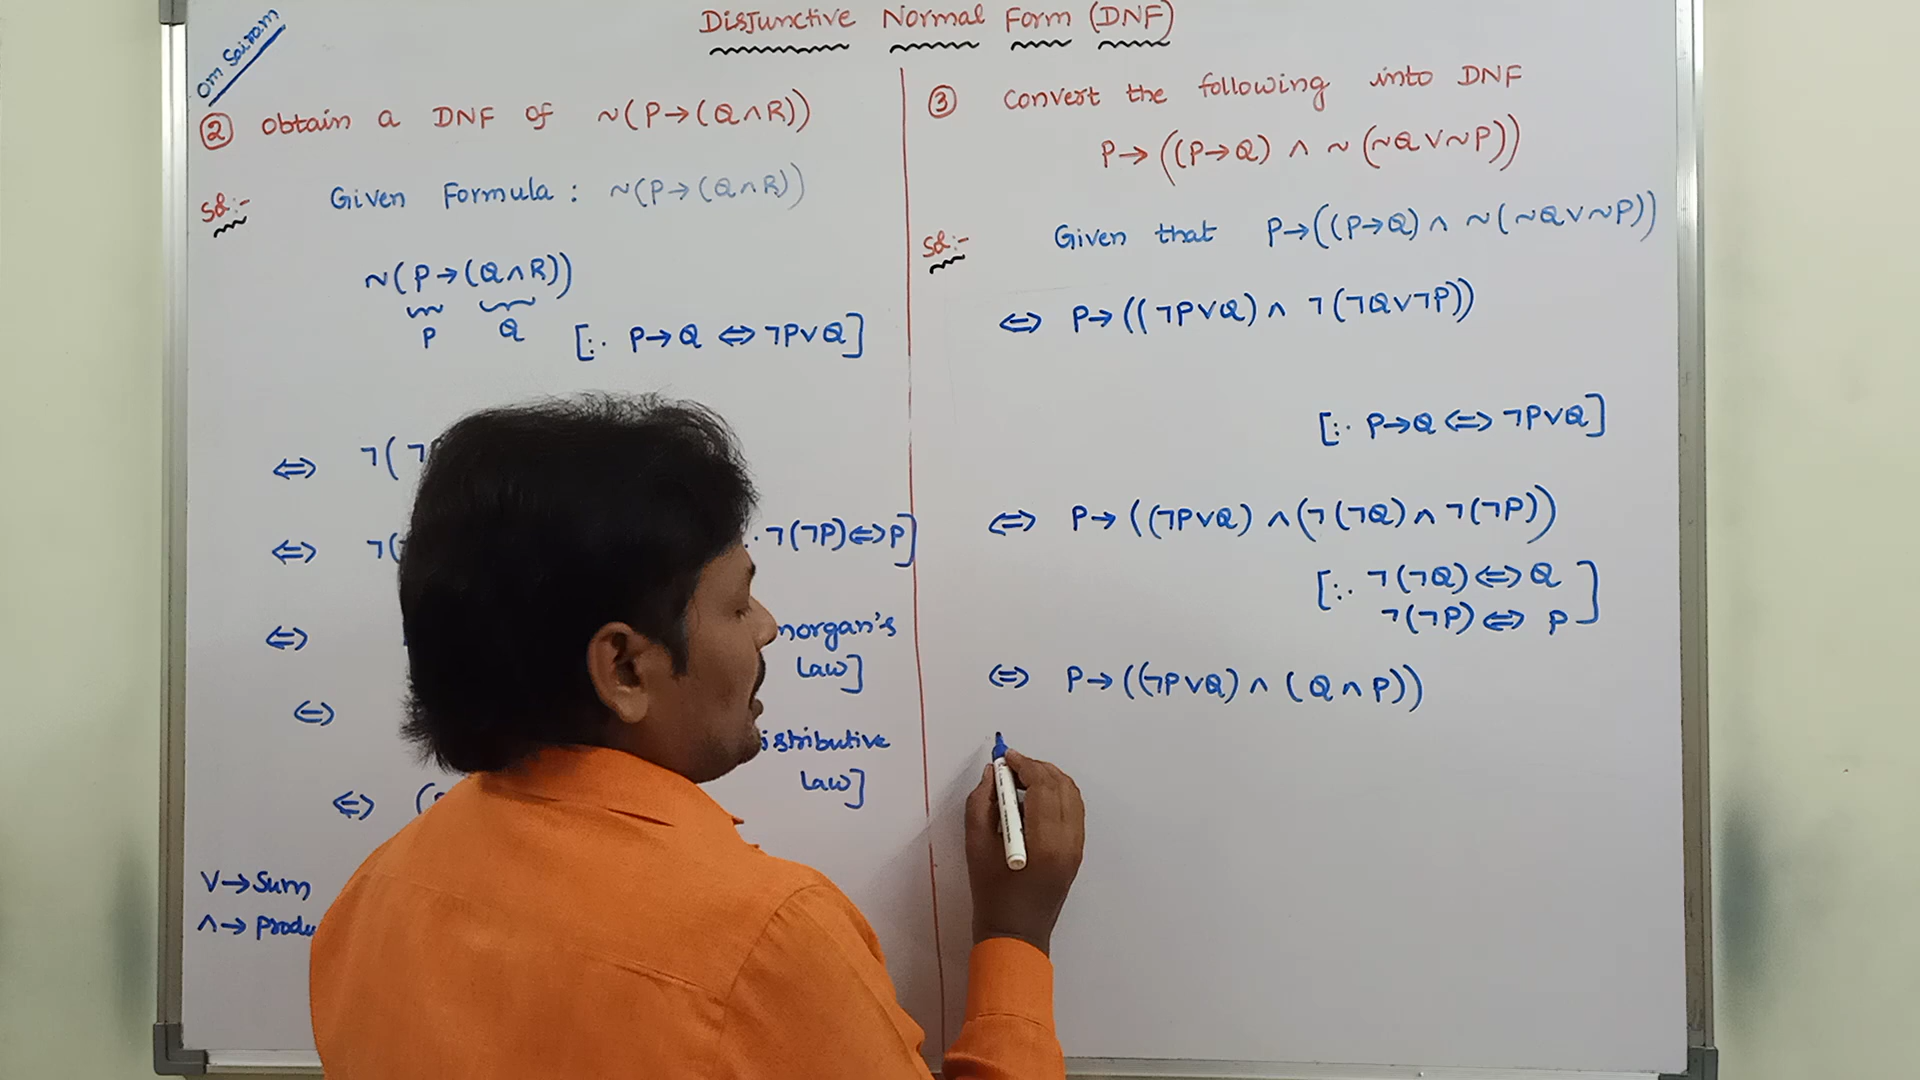 Om Sairam
Disjunctive Normal Form (DNF)
② Obtain a DNF of ~(P→(Q∧R))
Sol:- Given Formula : ~(P→(Q∧R))
~(P→(Q∧R))
P Q
[∵ P→Q ⇔ ¬P∨Q]
⇔ ¬(¬
⇔ ¬( ∵ ¬(¬P)⇔P]
⇔ morgan's
law]
⇔
istributive
⇔ ( law]
∨→Sum
∧→Produ
③ Convert the following into DNF
P→((P→Q) ∧ ~(~Q∨~P))
Sol:- Given that P→((P→Q) ∧ ~(~Q∨~P))
⇔ P→((¬P∨Q) ∧ ¬(¬Q∨¬P))
[∵ P→Q ⇔ ¬P∨Q]
⇔ P→((¬P∨Q) ∧(¬(¬Q) ∧ ¬(¬P))
[∵ ¬(¬Q)⇔Q
¬(¬P)⇔ P]
⇔ P→((¬P∨Q) ∧ (Q∧P))